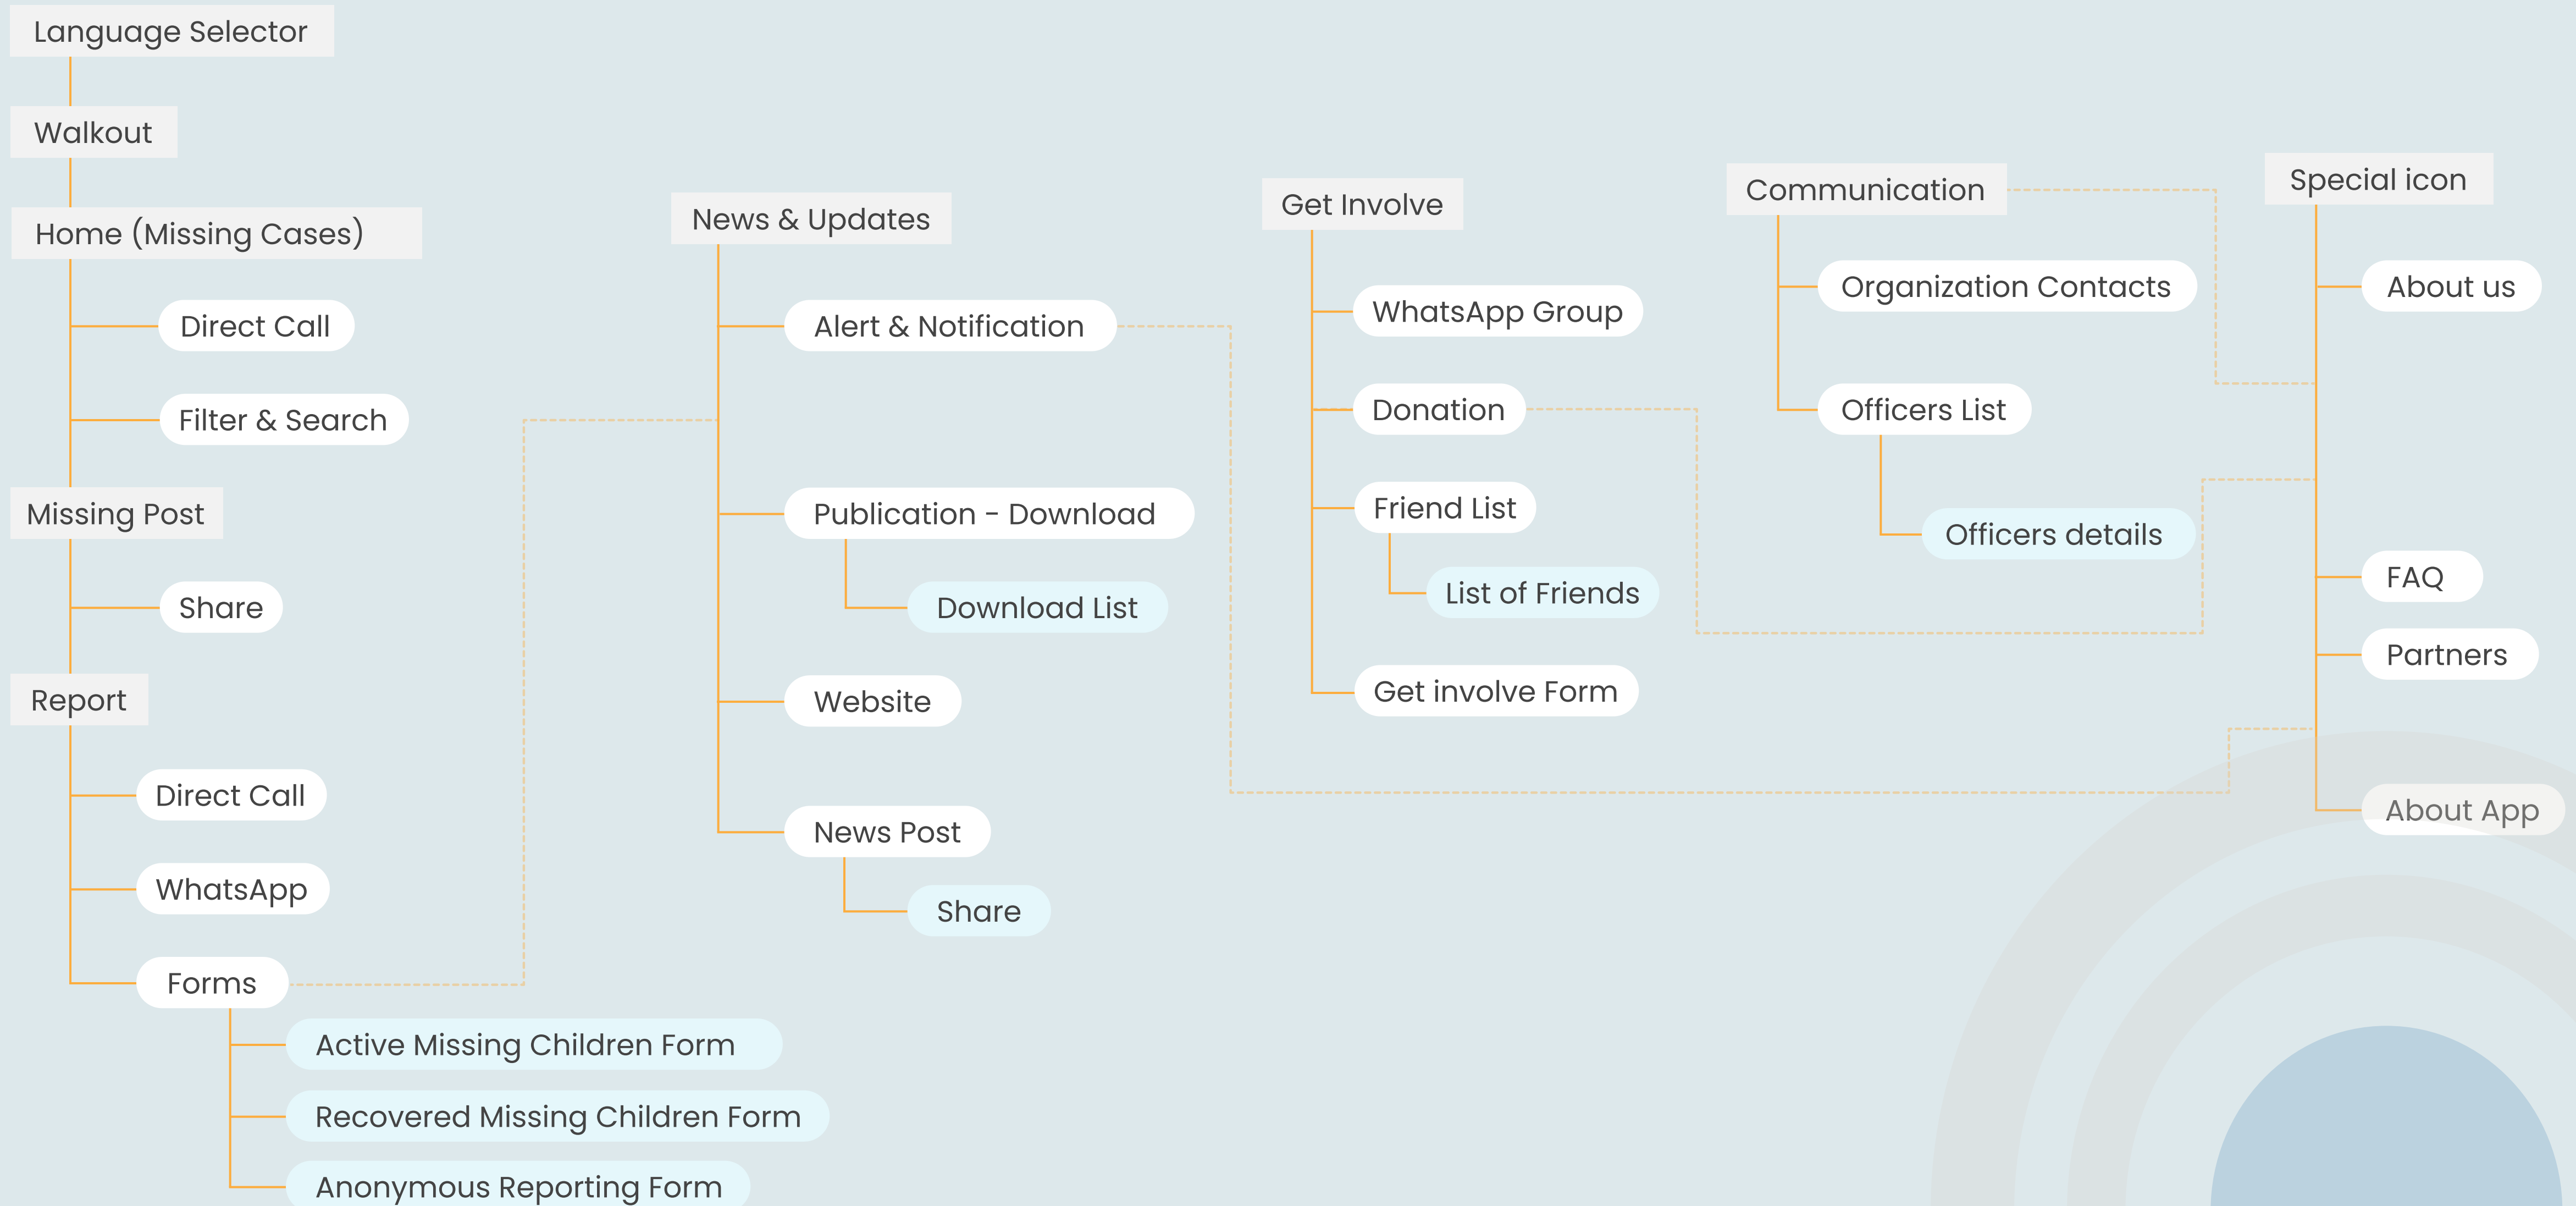 Language Selector
Walkout
Home (Missing Cases)
Direct Call
Filter & Search
Missing Post
Share
Report
Direct Call
WhatsApp
Forms
Active Missing Children Form
Recovered Missing Children Form
Anonymous Reporting Form
News & Updates
Alert & Notification
Publication - Download
Download List
Website
News Post
Share
Get Involve
WhatsApp Group
Donation
Friend List
List of Friends
Get involve Form
Communication
Organization Contacts
Officers List
Officers details
Special icon
About us
FAQ
Partners
About App